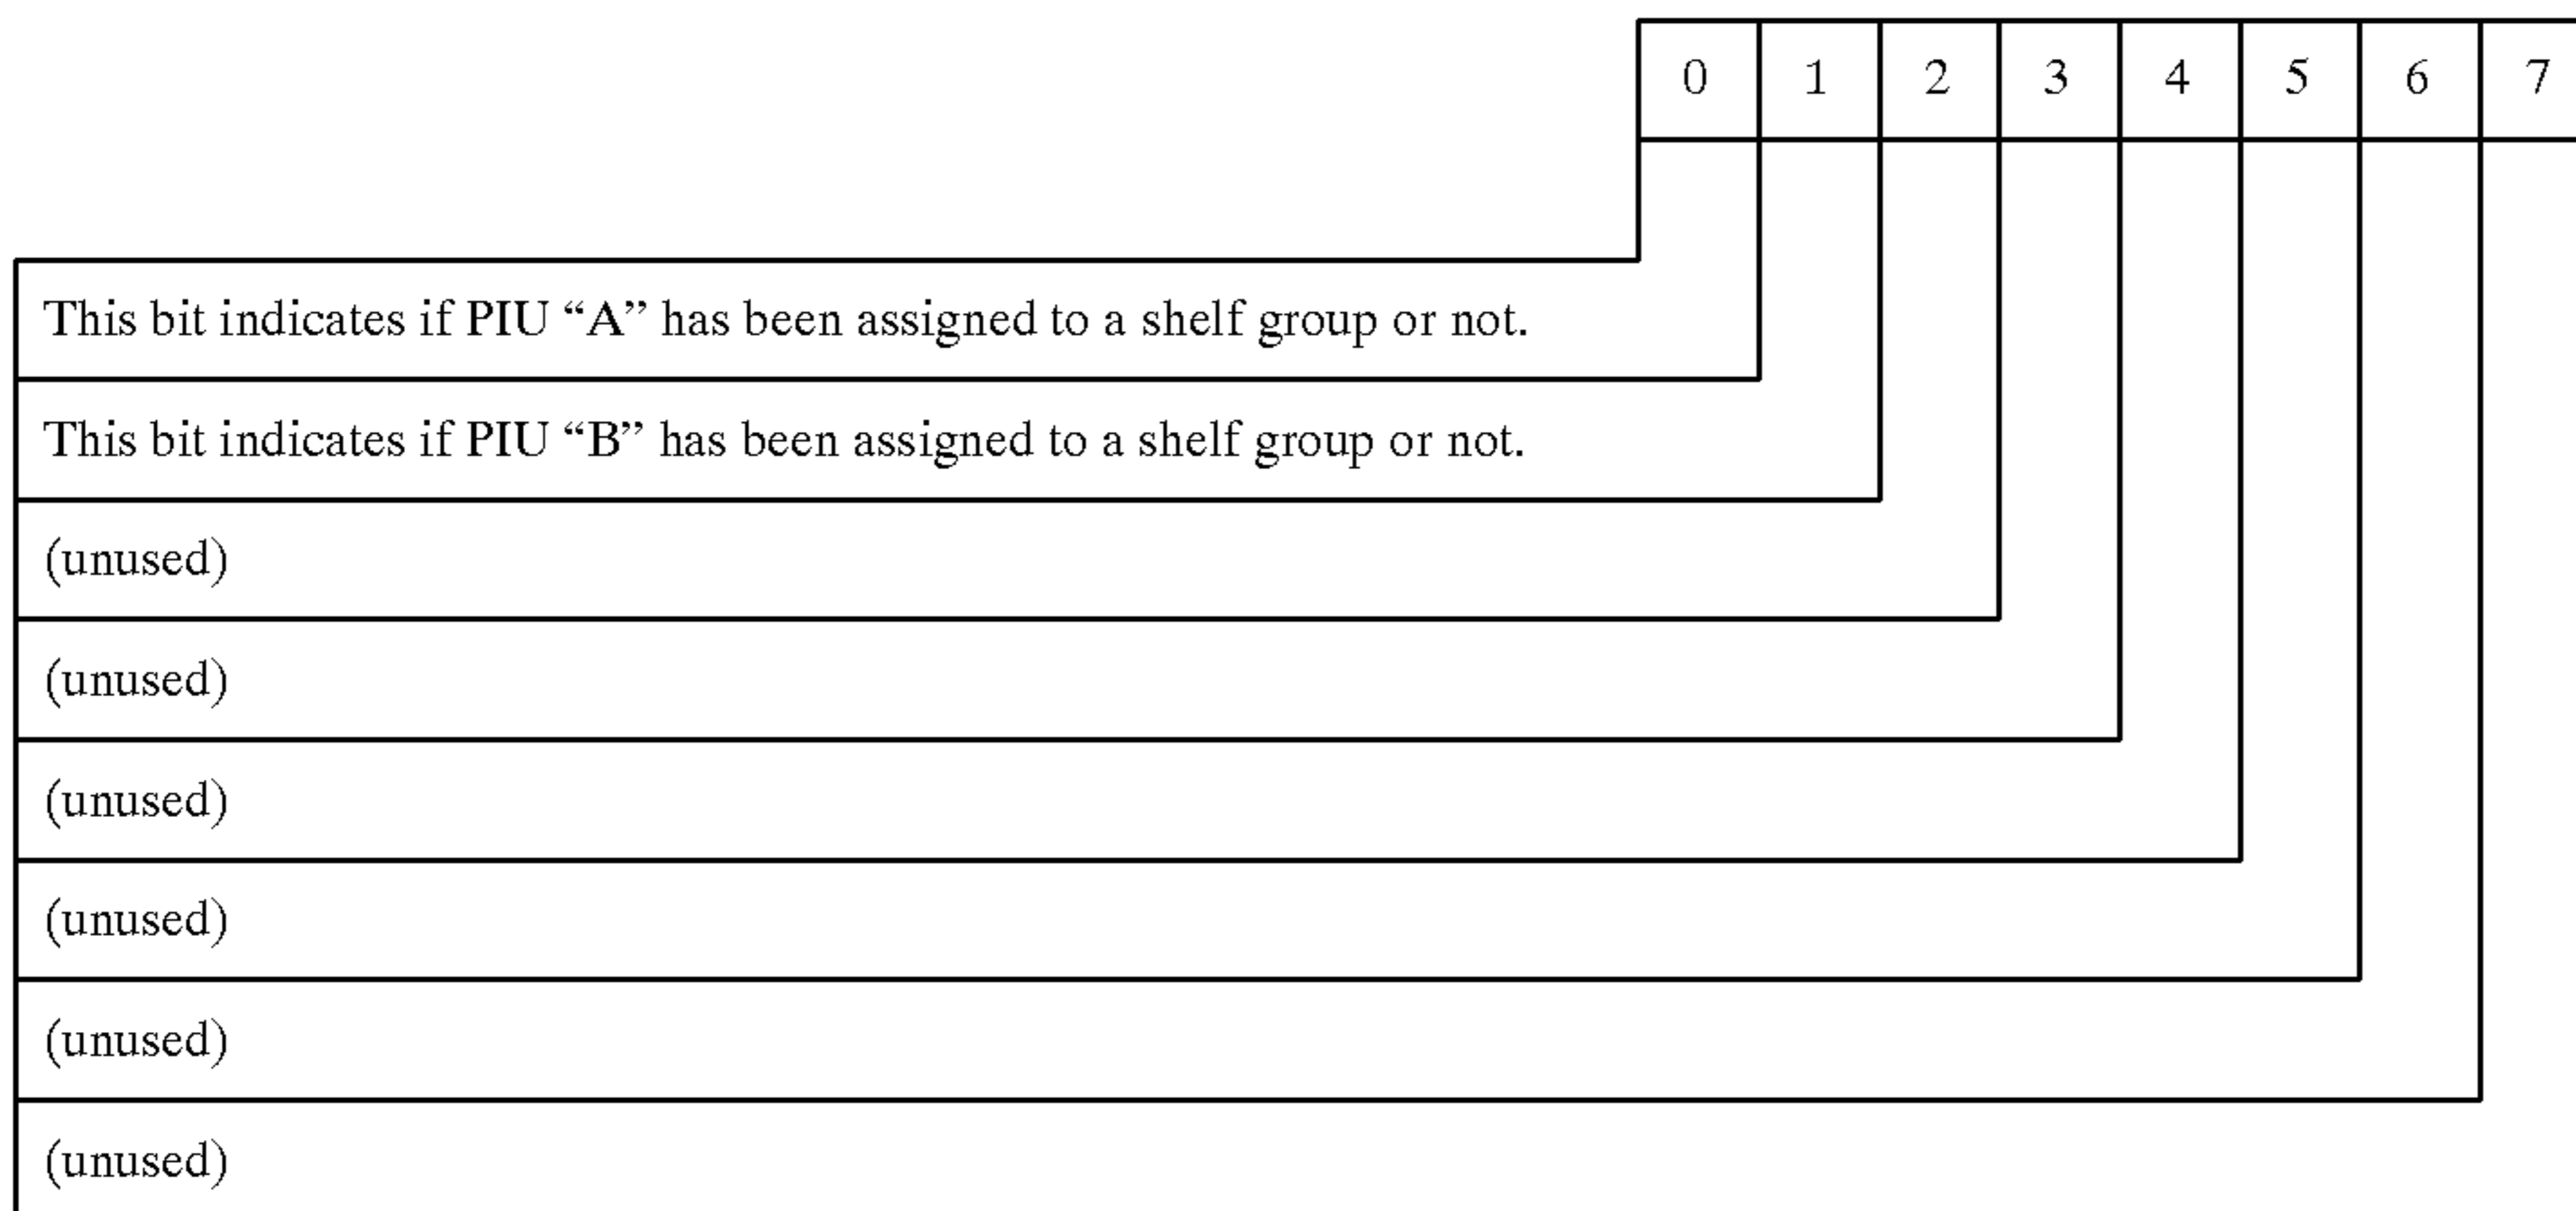 0 1 2 3 4 5 6 7
This bit indicates if PIU “A” has been assigned to a shelf group or not.
This bit indicates if PIU “B” has been assigned to a shelf group or not.
(unused)
(unused)
(unused)
(unused)
(unused)
(unused)